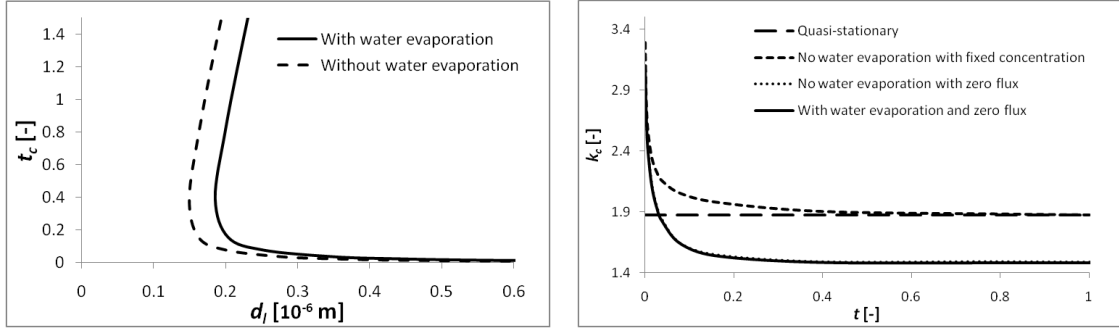 1.4
1.2
1
0.8
0.6
0.4
0.2
0
t_c [-]
With water evaporation
Without water evaporation
0 0.1 0.2 0.3 0.4 0.5 0.6
d_l [10⁻⁶ m]
3.4
2.9
2.4
1.9
1.4
k_c [-]
Quasi-stationary
No water evaporation with fixed concentration
No water evaporation with zero flux
With water evaporation and zero flux
0 0.2 0.4 0.6 0.8 1
t [-]